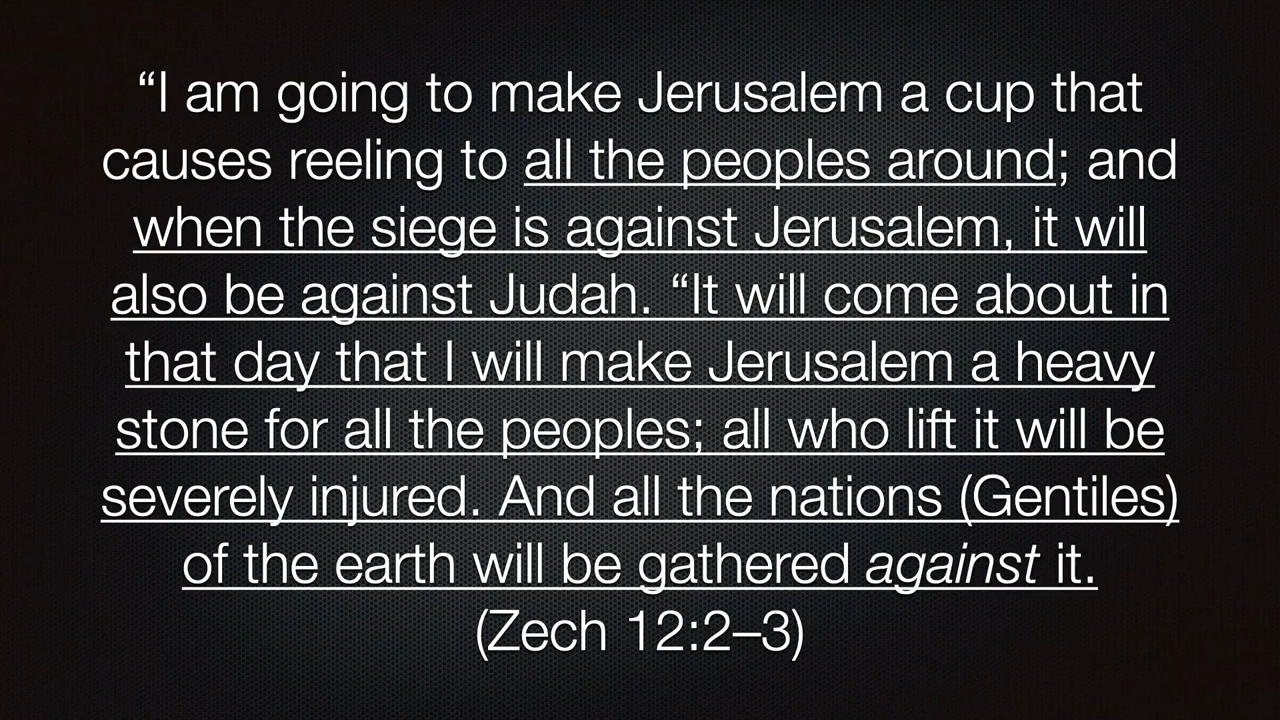 “I am going to make Jerusalem a cup that
causes reeling to all the peoples around; and
when the siege is against Jerusalem, it will
also be against Judah. “It will come about in
that day that I will make Jerusalem a heavy
stone for all the peoples; all who lift it will be
severely injured. And all the nations (Gentiles)
of the earth will be gathered against it.
(Zech 12:2–3)